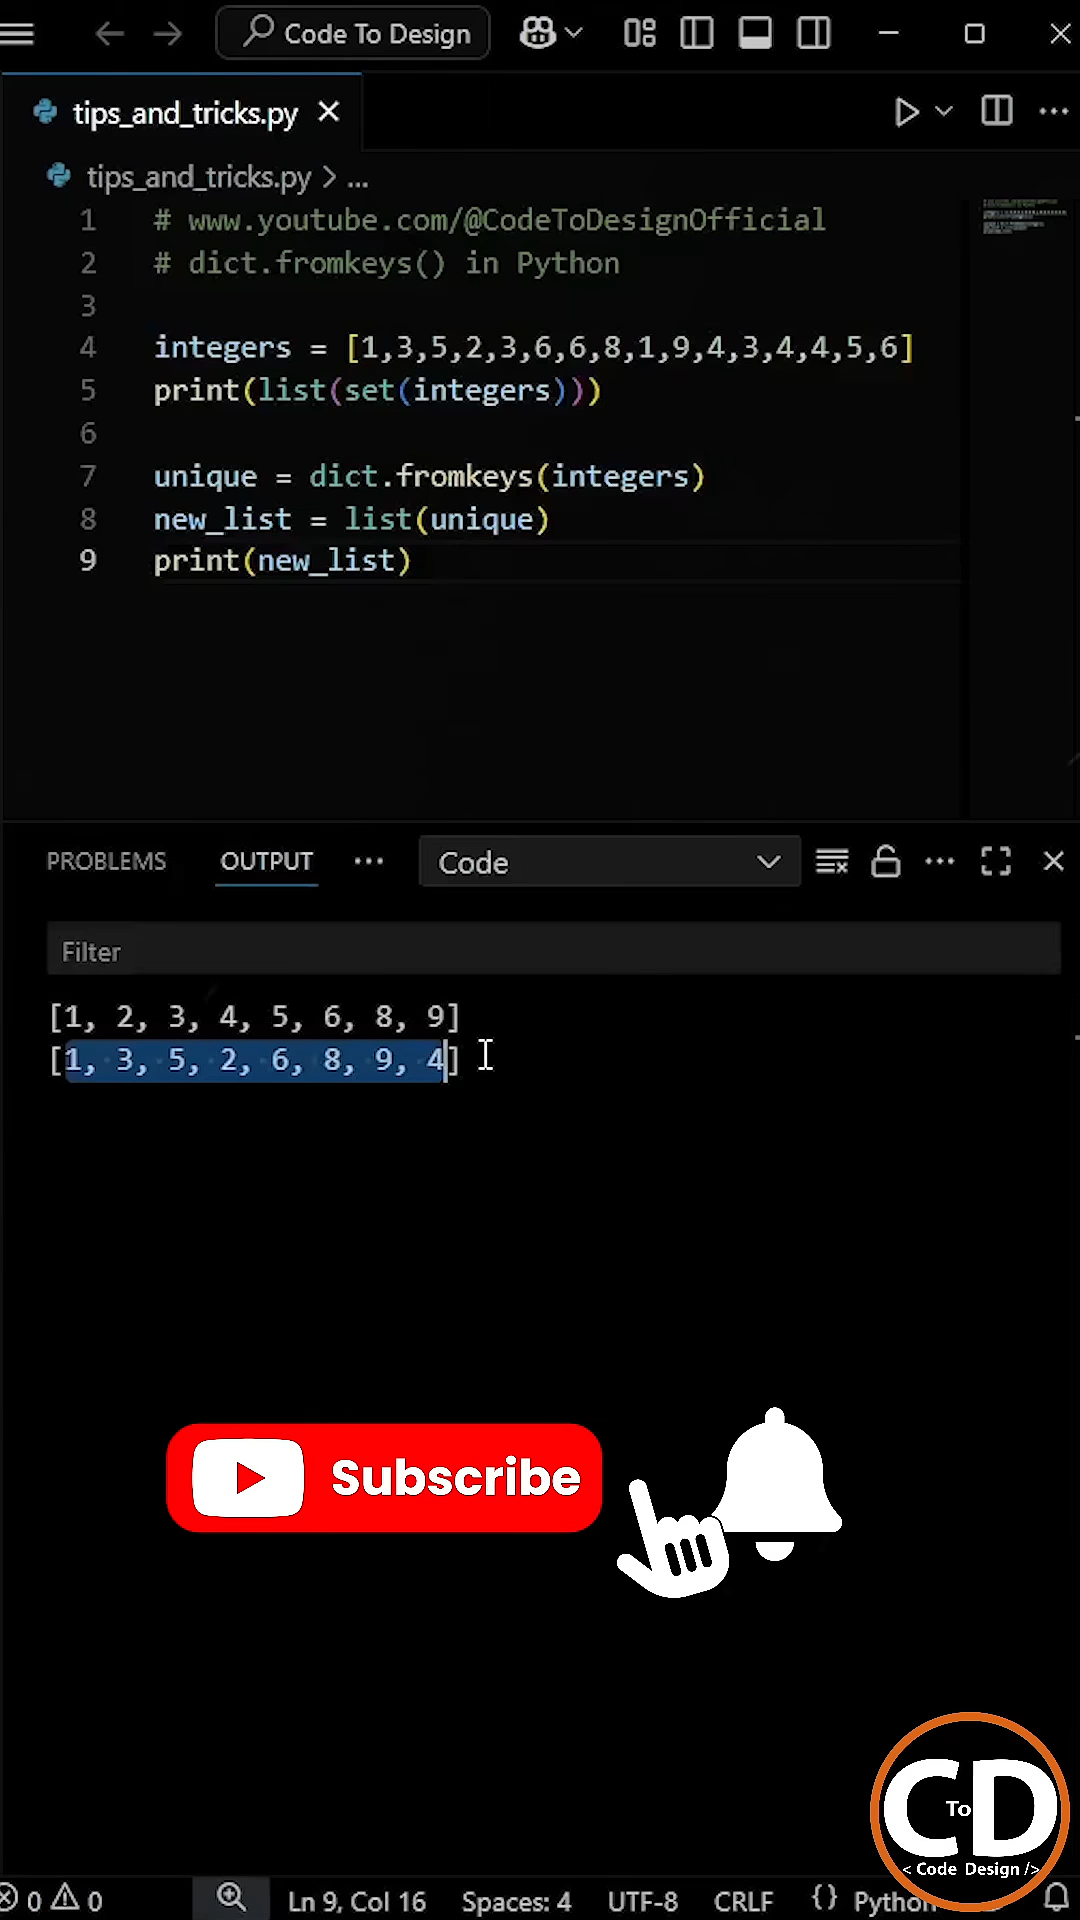 Code To Design
tips_and_tricks.py
tips_and_tricks.py > ...
1 # www.youtube.com/@CodeToDesignOfficial
2 # dict.fromkeys() in Python
3
4 integers = [1,3,5,2,3,6,6,8,1,9,4,3,4,4,5,6]
5 print(list(set(integers)))
6
7 unique = dict.fromkeys(integers)
8 new_list = list(unique)
9 print(new_list)
PROBLEMS OUTPUT ... Code
Filter
[1, 2, 3, 4, 5, 6, 8, 9]
[1, 3, 5, 2, 6, 8, 9, 4]
Subscribe
C To D
< Code Design />
0 0 Ln 9, Col 16 Spaces: 4 UTF-8 CRLF {} Python